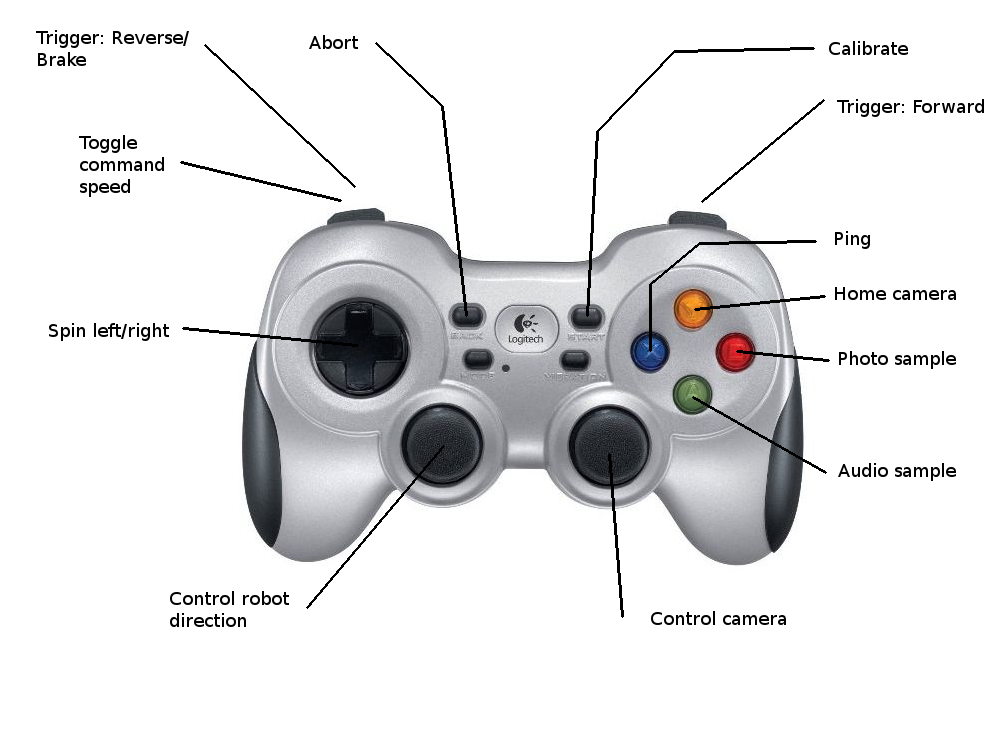 Trigger: Reverse/
Brake
Abort
Calibrate
Trigger: Forward
Toggle
command
speed
Ping
Home camera
Spin left/right
BACK
Logitech
START
Photo sample
MODE
VIBRATION
X
Y
B
A
Audio sample
Control robot
direction
Control camera